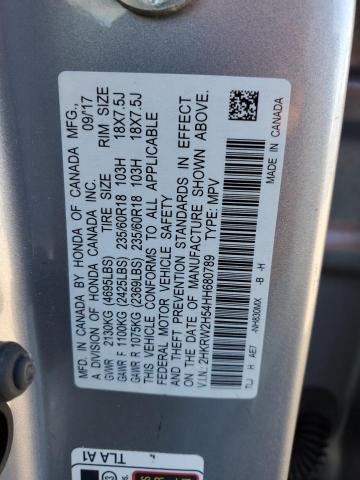 MADE IN CANADA BY HONDA OF CANADA MFG.,
A DIVISION OF HONDA CANADA INC. 09/17
TIRE SIZE RIM SIZE
GVWR 2130KG (4695LBS)
GAWR F 1100KG (2425LBS) 235/60R18 103H 18X7.5J
GAWR R 1075KG (2369LBS) 235/60R18 103H 18X7.5J
THIS VEHICLE CONFORMS TO ALL APPLICABLE
FEDERAL MOTOR VEHICLE SAFETY
AND THEFT PREVENTION STANDARDS IN EFFECT
ON THE DATE OF MANUFACTURE SHOWN ABOVE.
V.I.N.: 2HKRW2H54HH680789 TYPE: MPV
TLJ H AE7 -NH830MX -B -H
MADE IN CANADA
TLA A1